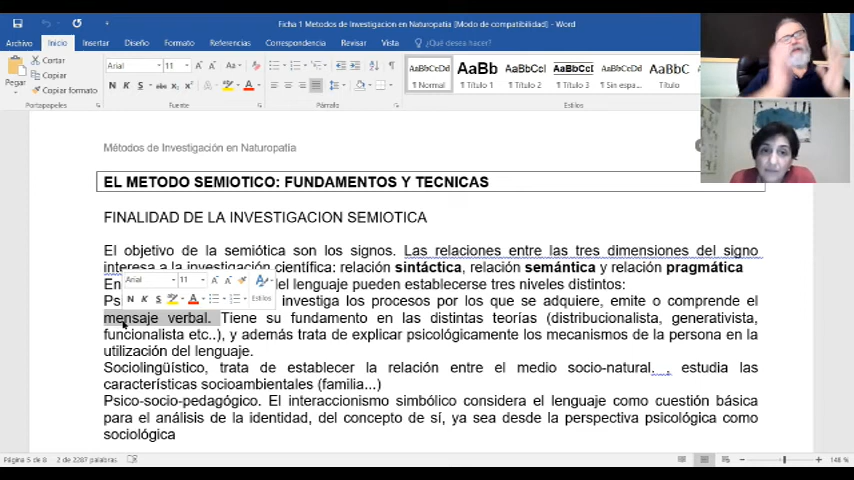 Ficha 1 Metodos de Investigacion en Naturopatía [Modo de compatibilidad] - Word
Archivo Inicio Insertar Diseño Formato Referencias Correspondencia Revisar Vista ¿Qué desea hacer?
Pegar
Cortar
Copiar
Copiar formato
Portapapeles
Arial 11
N K S abc x₂ x²
Fuente
Párrafo
AaBbCcDd AaBb AaBbCcI AaBbCcI AaBbCcDd AaBbC
¶ Normal ¶ Título 1 ¶ Título 2 ¶ Título 3 ¶ Sin espa... Título
Estilos
Métodos de Investigación en Naturopatía
EL METODO SEMIOTICO: FUNDAMENTOS Y TECNICAS
FINALIDAD DE LA INVESTIGACION SEMIOTICA
El objetivo de la semiótica son los signos. Las relaciones entre las tres dimensiones del signo
interesa a la investigación científica: relación sintáctica, relación semántica y relación pragmática
En del lenguaje pueden establecerse tres niveles distintos:
Arial 11
N K S Estilos
Ps investiga los procesos por los que se adquiere, emite o comprende el
mensaje verbal. Tiene su fundamento en las distintas teorías (distribucionalista, generativista,
funcionalista etc..), y además trata de explicar psicológicamente los mecanismos de la persona en la
utilización del lenguaje.
Sociolingüístico, trata de establecer la relación entre el medio socio-natural. , estudia las
características socioambientales (familia...)
Psico-socio-pedagógico. El interaccionismo simbólico considera el lenguaje como cuestión básica
para el análisis de la identidad, del concepto de sí, ya sea desde la perspectiva psicológica como
sociológica
Página 5 de 8 2 de 2287 palabras 148 %